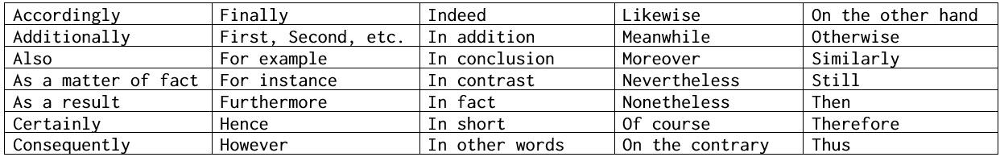 Accordingly Finally Indeed Likewise On the other hand
Additionally First, Second, etc. In addition Meanwhile Otherwise
Also For example In conclusion Moreover Similarly
As a matter of fact For instance In contrast Nevertheless Still
As a result Furthermore In fact Nonetheless Then
Certainly Hence In short Of course Therefore
Consequently However In other words On the contrary Thus